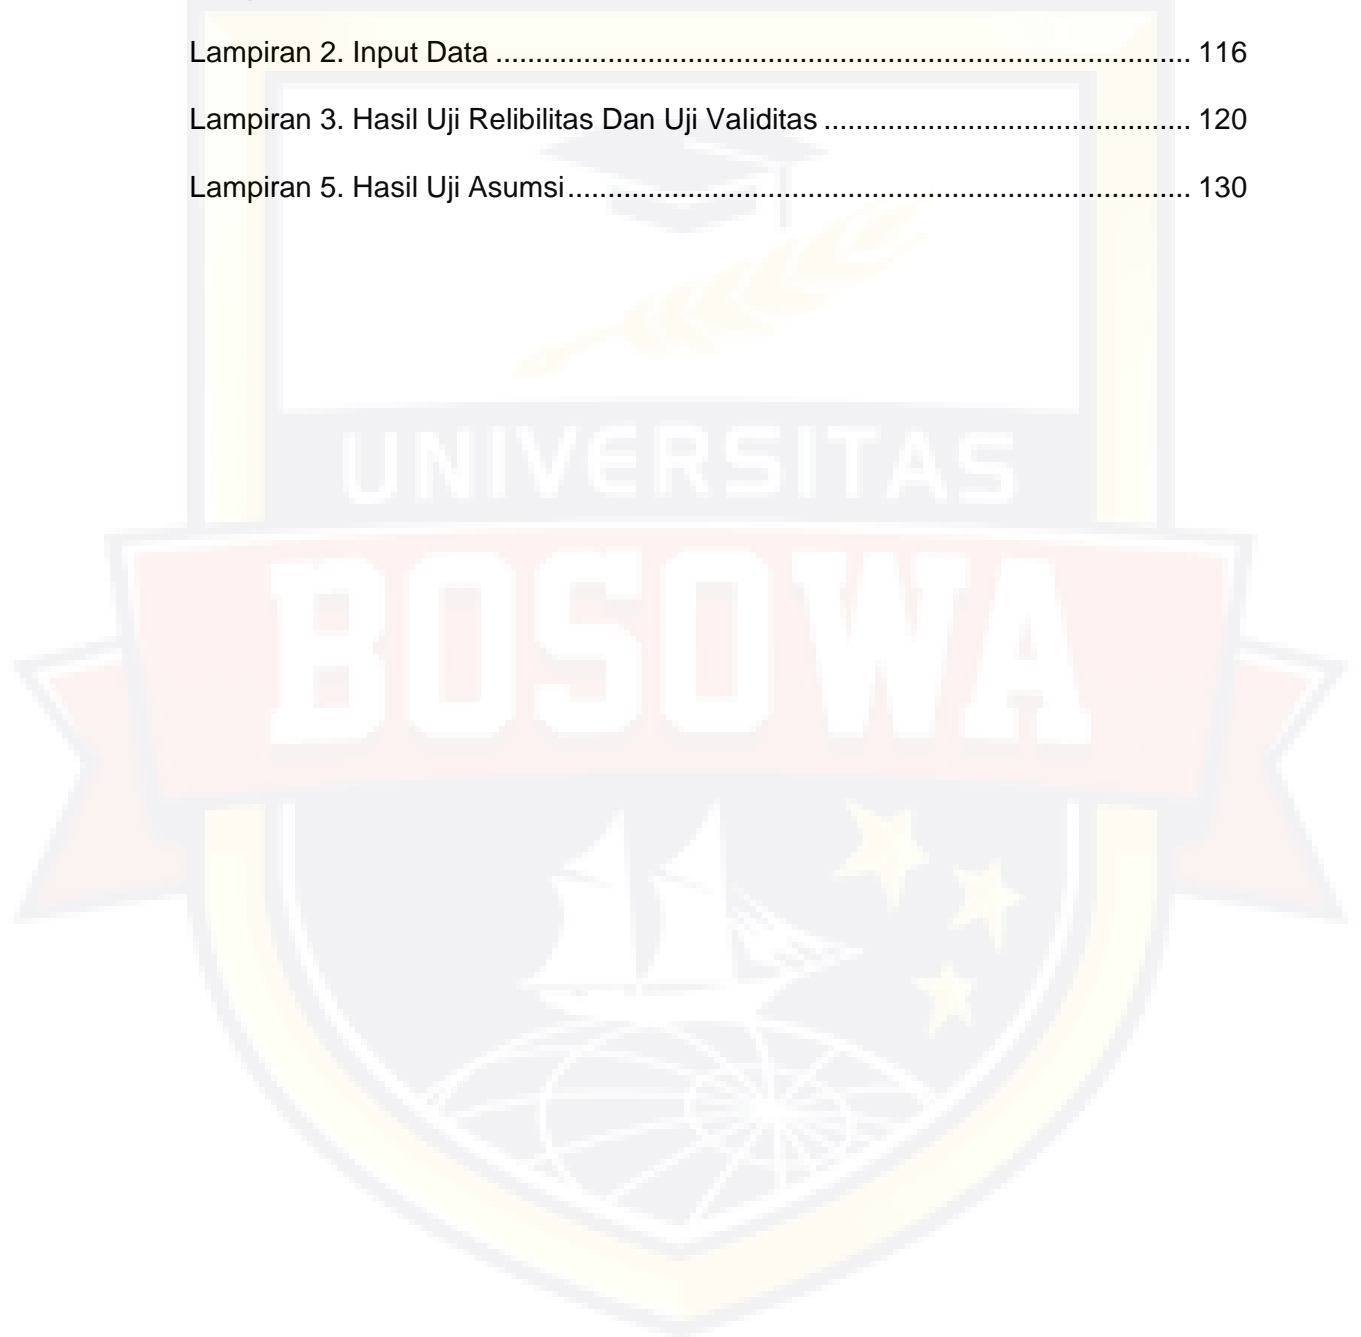 Lampiran 2. Input Data ........................................................................................ 116
Lampiran 3. Hasil Uji Relibilitas Dan Uji Validitas .............................................. 120
Lampiran 5. Hasil Uji Asumsi............................................................................... 130
UNIVERSITAS
BOSOWA